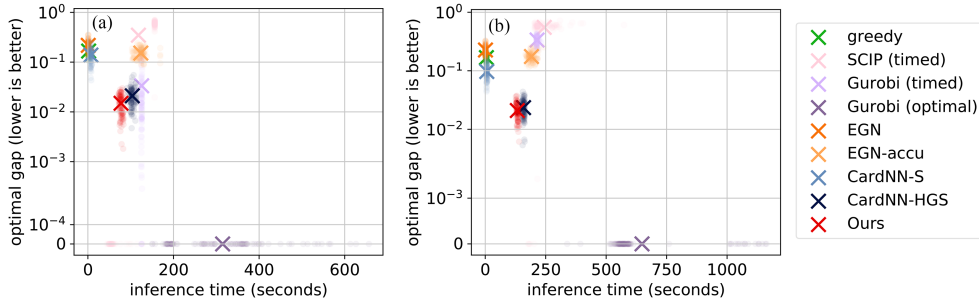 (a)
optimal gap (lower is better)
10⁰
10⁻¹
10⁻²
10⁻³
10⁻⁴
0
0 200 400 600
inference time (seconds)
(b)
optimal gap (lower is better)
10⁰
10⁻¹
10⁻²
10⁻³
0
0 250 500 750 1000
inference time (seconds)
greedy
SCIP (timed)
Gurobi (timed)
Gurobi (optimal)
EGN
EGN-accu
CardNN-S
CardNN-HGS
Ours